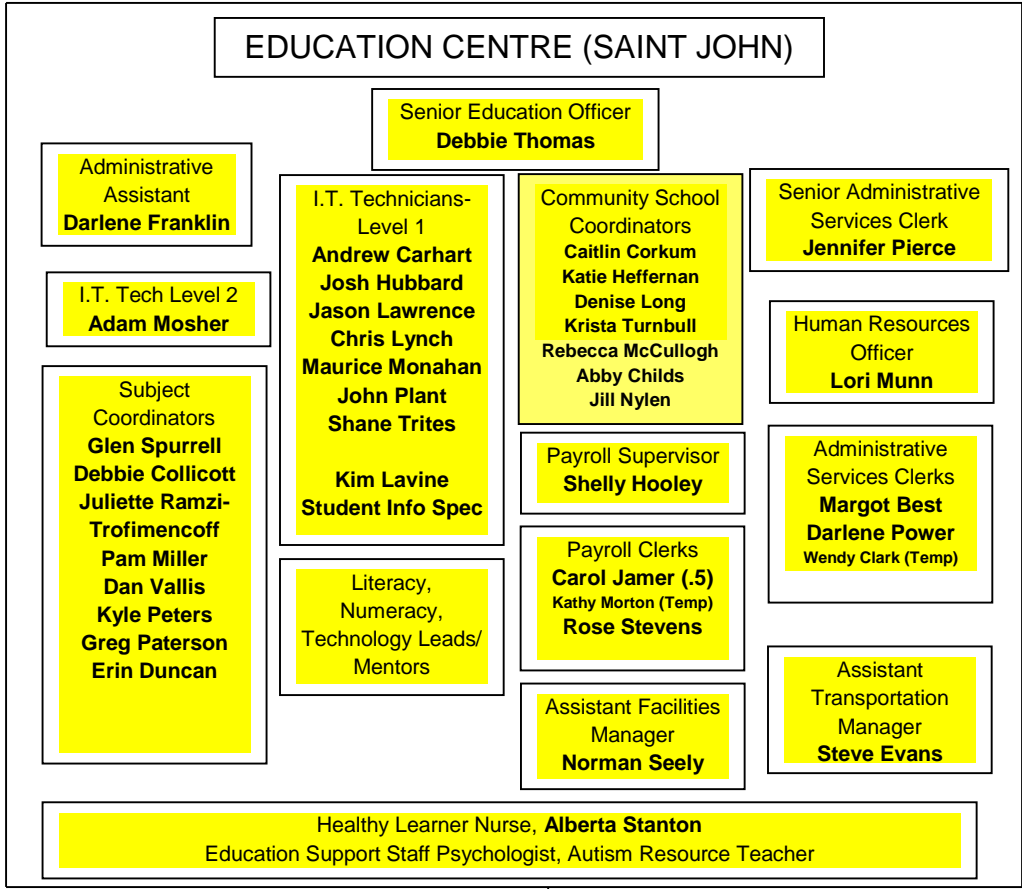 EDUCATION CENTRE (SAINT JOHN)
Senior Education Officer
Debbie Thomas
Administrative
Assistant
Darlene Franklin
I.T. Tech Level 2
Adam Mosher
Subject
Coordinators
Glen Spurrell
Debbie Collicott
Juliette Ramzi-
Trofimencoff
Pam Miller
Dan Vallis
Kyle Peters
Greg Paterson
Erin Duncan
I.T. Technicians-
Level 1
Andrew Carhart
Josh Hubbard
Jason Lawrence
Chris Lynch
Maurice Monahan
John Plant
Shane Trites
Kim Lavine
Student Info Spec
Literacy,
Numeracy,
Technology Leads/
Mentors
Community School
Coordinators
Caitlin Corkum
Katie Heffernan
Denise Long
Krista Turnbull
Rebecca McCullogh
Abby Childs
Jill Nylen
Payroll Supervisor
Shelly Hooley
Payroll Clerks
Carol Jamer (.5)
Kathy Morton (Temp)
Rose Stevens
Assistant Facilities
Manager
Norman Seely
Senior Administrative
Services Clerk
Jennifer Pierce
Human Resources
Officer
Lori Munn
Administrative
Services Clerks
Margot Best
Darlene Power
Wendy Clark (Temp)
Assistant
Transportation
Manager
Steve Evans
Healthy Learner Nurse, Alberta Stanton
Education Support Staff Psychologist, Autism Resource Teacher